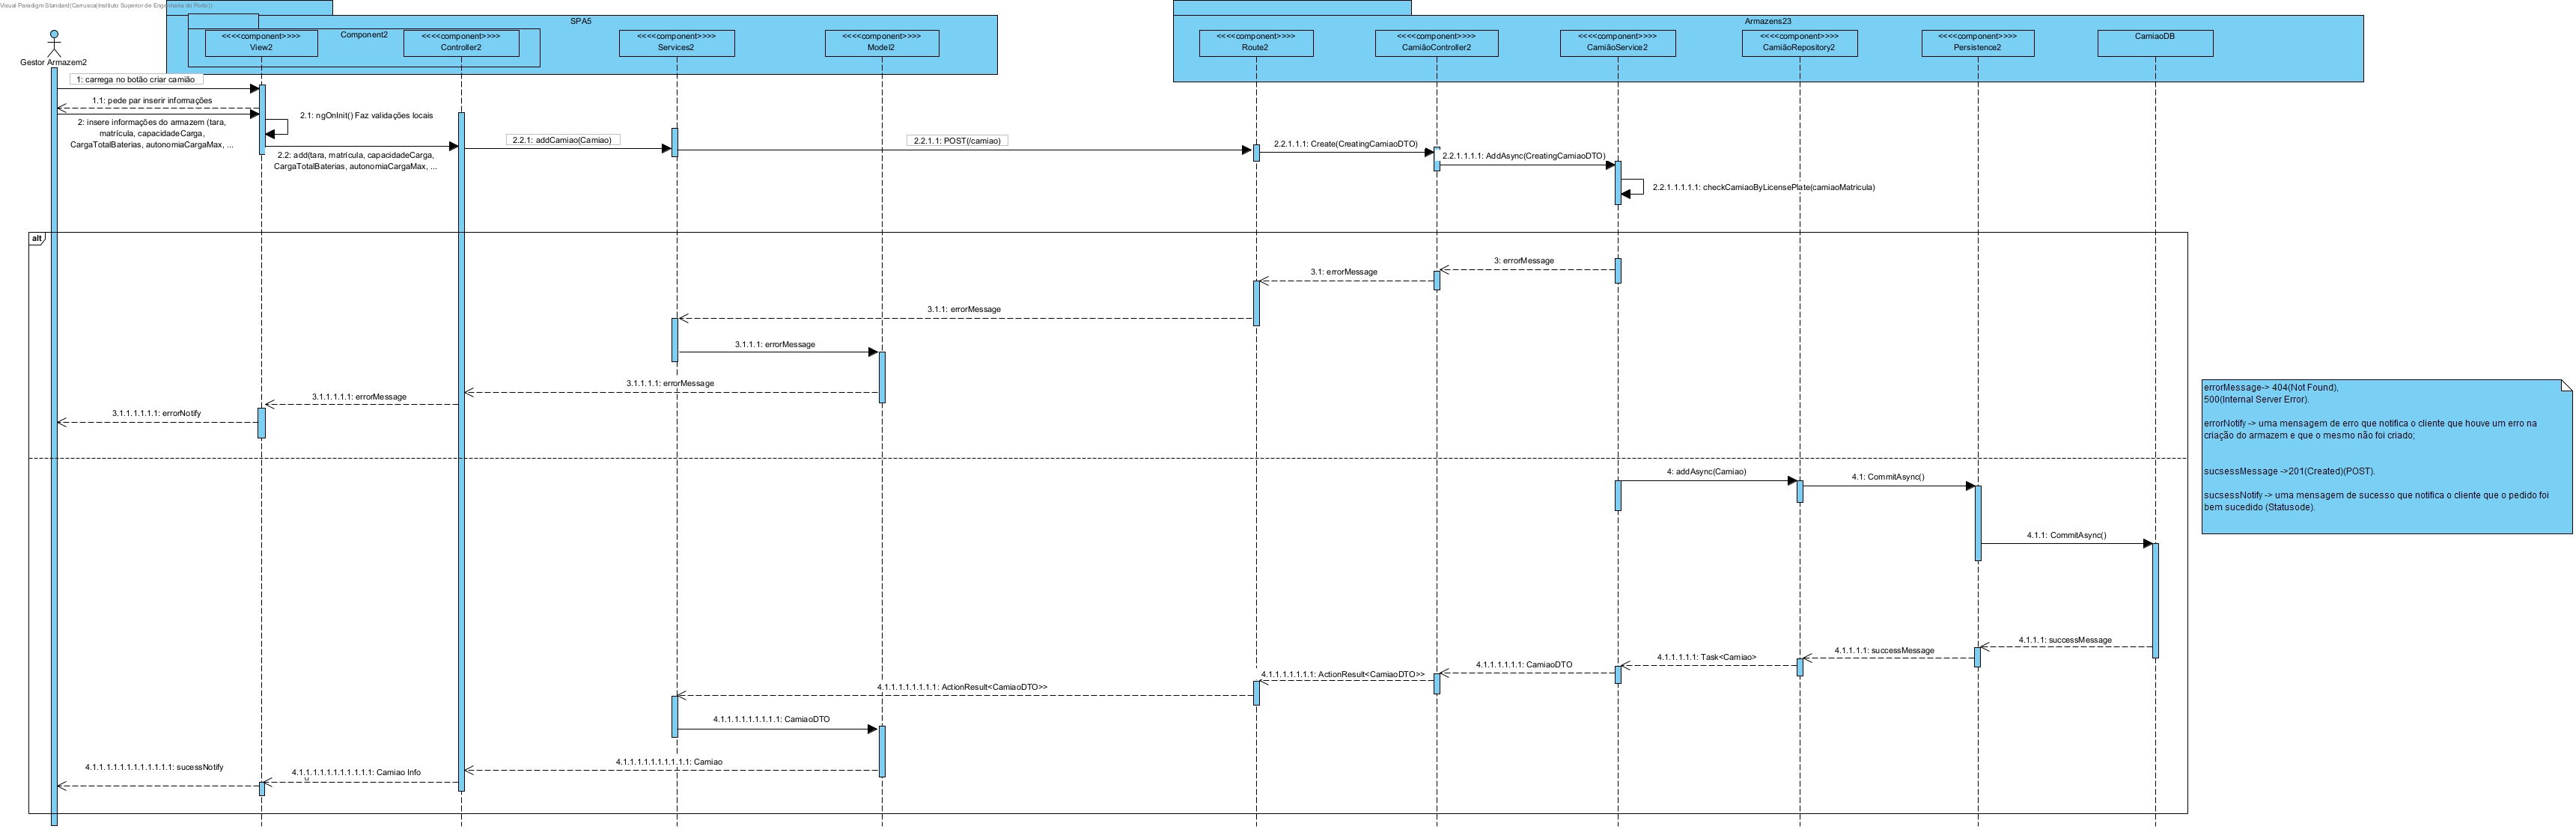 Visual Paradigm Standard(Carrusca(Instituto Superior de Engenharia do Porto))
SPA5
Armazens23
Component2
<<<<component>>>>
View2
<<<<component>>>>
Controller2
<<<<component>>>>
Services2
<<<<component>>>>
Model2
<<<<component>>>>
Route2
<<<<component>>>>
CamiãoController2
<<<<component>>>>
CamiãoService2
<<<<component>>>>
CamiãoRepository2
<<<<component>>>>
Persistence2
CamiaoDB
Gestor Armazem2
1: carrega no botão criar camião
1.1: pede par inserir informações
2: insere informações do armazem (tara,
matrícula, capacidadeCarga,
CargaTotalBaterias, autonomiaCargaMax, ...
2.1: ngOnInit() Faz validações locais
2.2: add(tara, matrícula, capacidadeCarga,
CargaTotalBaterias, autonomiaCargaMax, ...
2.2.1: addCamiao(Camiao)
2.2.1.1: POST(/camiao)
2.2.1.1.1: Create(CreatingCamiaoDTO)
2.2.1.1.1.1: AddAsync(CreatingCamiaoDTO)
2.2.1.1.1.1.1: checkCamiaoByLicensePlate(camiaoMatricula)
alt
3: errorMessage
3.1: errorMessage
3.1.1: errorMessage
3.1.1.1: errorMessage
3.1.1.1.1: errorMessage
3.1.1.1.1.1: errorMessage
3.1.1.1.1.1.1: errorNotify
errorMessage-> 404(Not Found),
500(Internal Server Error).
errorNotify -> uma mensagem de erro que notifica o cliente que houve um erro na
criação do armazem e que o mesmo não foi criado;
sucsessMessage ->201(Created)(POST).
sucsessNotify -> uma mensagem de sucesso que notifica o cliente que o pedido foi
bem sucedido (Statusode).
4: addAsync(Camiao)
4.1: CommitAsync()
4.1.1: CommitAsync()
4.1.1.1: successMessage
4.1.1.1.1: successMessage
4.1.1.1.1.1: Task<Camiao>
4.1.1.1.1.1.1: CamiaoDTO
4.1.1.1.1.1.1.1: ActionResult<CamiaoDTO>>
4.1.1.1.1.1.1.1.1: ActionResult<CamiaoDTO>>
4.1.1.1.1.1.1.1.1.1: CamiaoDTO
4.1.1.1.1.1.1.1.1.1.1: Camiao
4.1.1.1.1.1.1.1.1.1.1.1: Camiao Info
4.1.1.1.1.1.1.1.1.1.1.1.1: sucessNotify